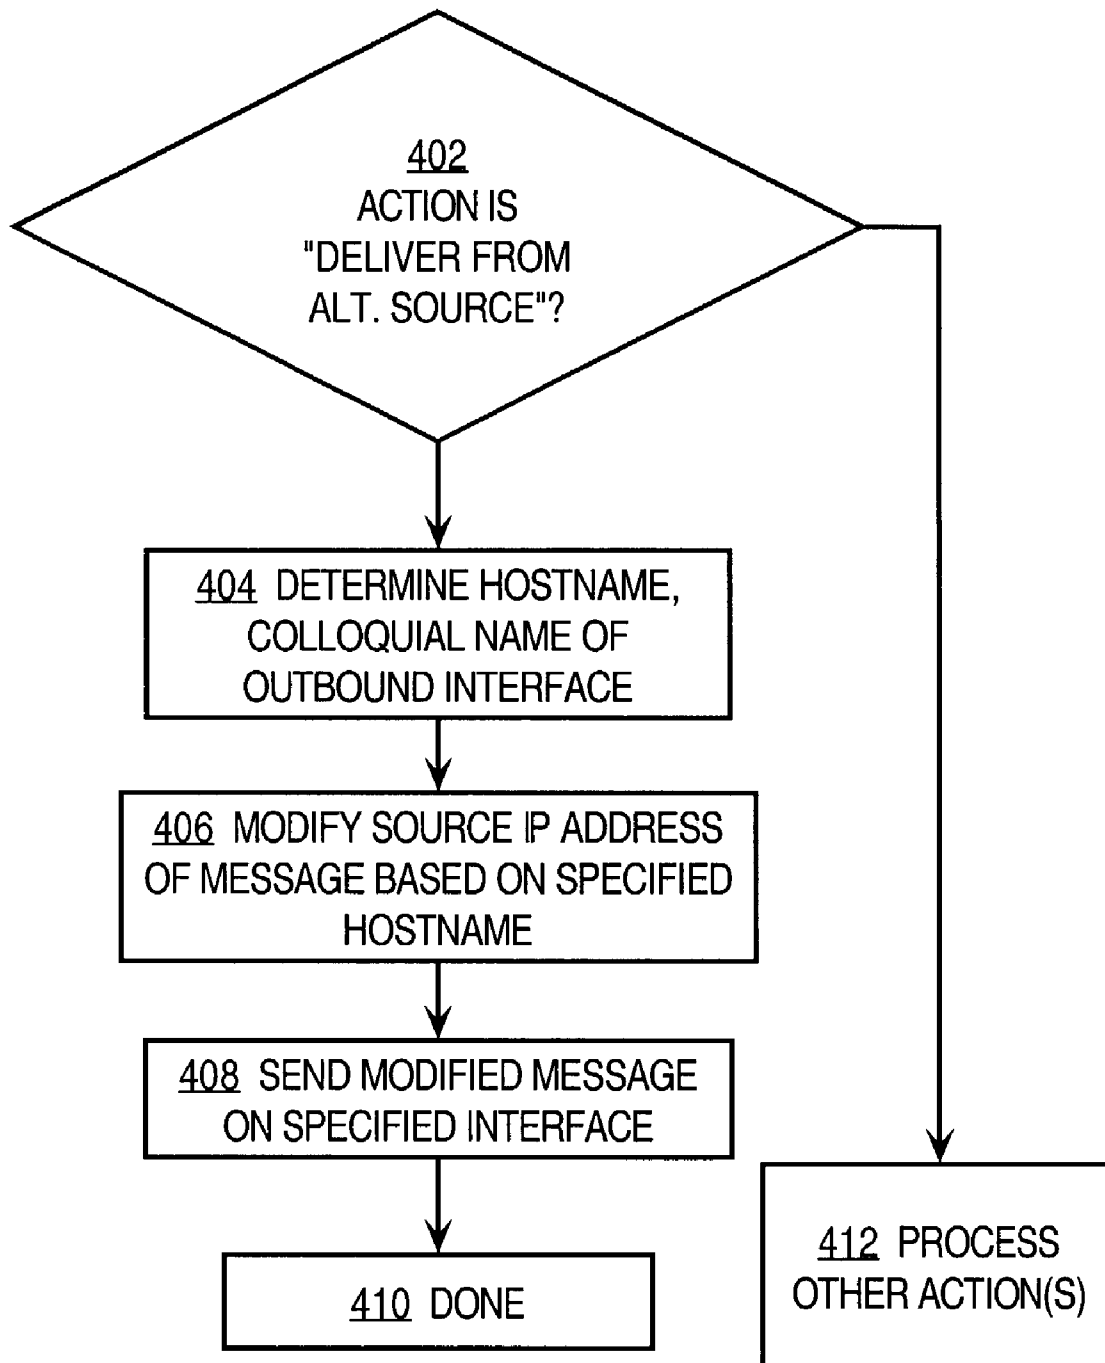 402
ACTION IS
"DELIVER FROM
ALT. SOURCE"?
404 DETERMINE HOSTNAME,
COLLOQUIAL NAME OF
OUTBOUND INTERFACE
406 MODIFY SOURCE IP ADDRESS
OF MESSAGE BASED ON SPECIFIED
HOSTNAME
408 SEND MODIFIED MESSAGE
ON SPECIFIED INTERFACE
410 DONE
412 PROCESS
OTHER ACTION(S)